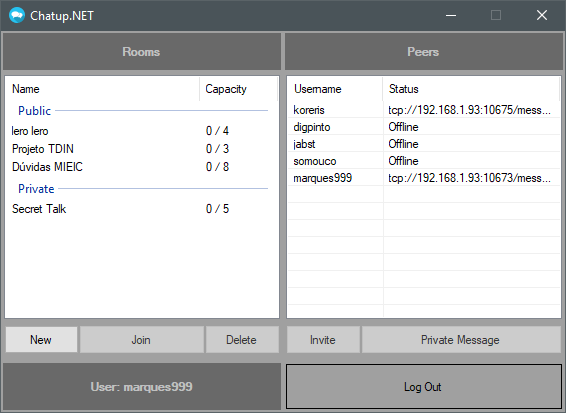 Chatup.NET
Rooms
Peers
Name Capacity
Public
lero lero 0 / 4
Projeto TDIN 0 / 3
Dúvidas MIEIC 0 / 8
Private
Secret Talk 0 / 5
Username Status
koreris tcp://192.168.1.93:10675/mess...
digpinto Offline
jabst Offline
somouco Offline
marques999 tcp://192.168.1.93:10673/mess...
New Join Delete
Invite Private Message
User: marques999
Log Out